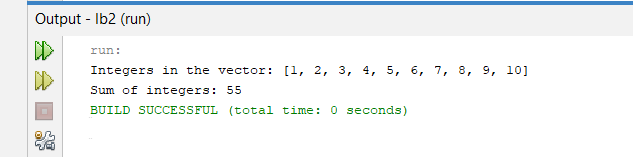 Output - lb2 (run)
run:
Integers in the vector: [1, 2, 3, 4, 5, 6, 7, 8, 9, 10]
Sum of integers: 55
BUILD SUCCESSFUL (total time: 0 seconds)